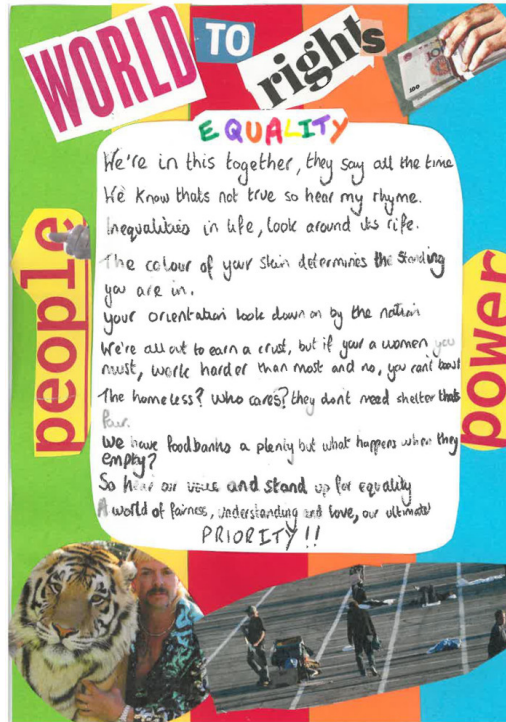 WORLD TO rights
100
EQUALITY
We're in this together, they say all the time
We know thats not true so hear my rhyme.
Inequalities in life, look around its rife.
The colour of your skin determines the standing
you are in.
your orientation look down on by the nation
We're all out to earn a crust, but if your a women you
must, work harder than most and no, you cant boast
The homeless? who cares? they dont need shelter thats
fair.
We have foodbanks a plenty but what happens when they
empty?
So hear our voice and stand up for equality
A world of fairness, understanding and love, our ultimate
PRIORITY!!
people
power